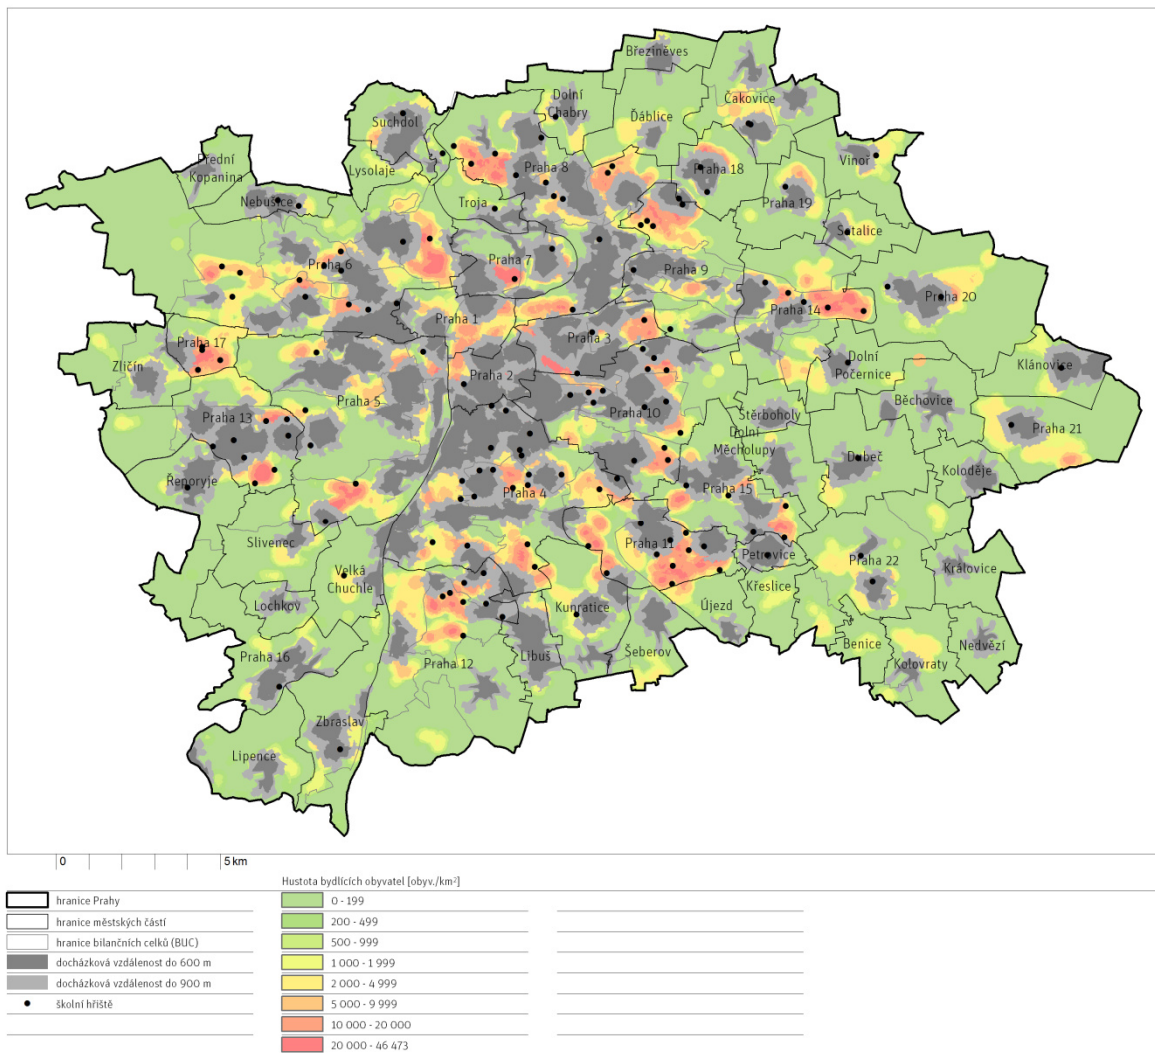 Březiněves
Dolní
Chabry
Čakovice
Ďáblice
Suchdol
Přední
Kopanina
Lysolaje
Praha 8
Praha 18
Vinoř
Nebušice
Troja
Praha 19
Satalice
Praha 6
Praha 7
Praha 9
Praha 20
Praha 14
Praha 1
Praha 17
Praha 3
Zličín
Dolní
Počernice
Klánovice
Praha 2
Praha 5
Běchovice
Praha 13
Praha 10
Štěrboholy
Praha 21
Dolní
Měcholupy
Dubeč
Koloděje
Řeporyje
Praha 4
Praha 15
Slivenec
Praha 11
Petrovice
Praha 22
Královice
Velká
Chuchle
Křeslice
Lochkov
Kunratice
Újezd
Benice
Nedvězí
Praha 16
Praha 12
Libuš
Šeberov
Kolovraty
Zbraslav
Lipence
0 5 km
Hustota bydlících obyvatel [obyv./km²]
hranice Prahy
0 - 199
hranice městských částí
200 - 499
hranice bilančních celků (BUC)
500 - 999
docházková vzdálenost do 600 m
1 000 - 1 999
docházková vzdálenost do 900 m
2 000 - 4 999
školní hřiště
5 000 - 9 999
10 000 - 20 000
20 000 - 46 473